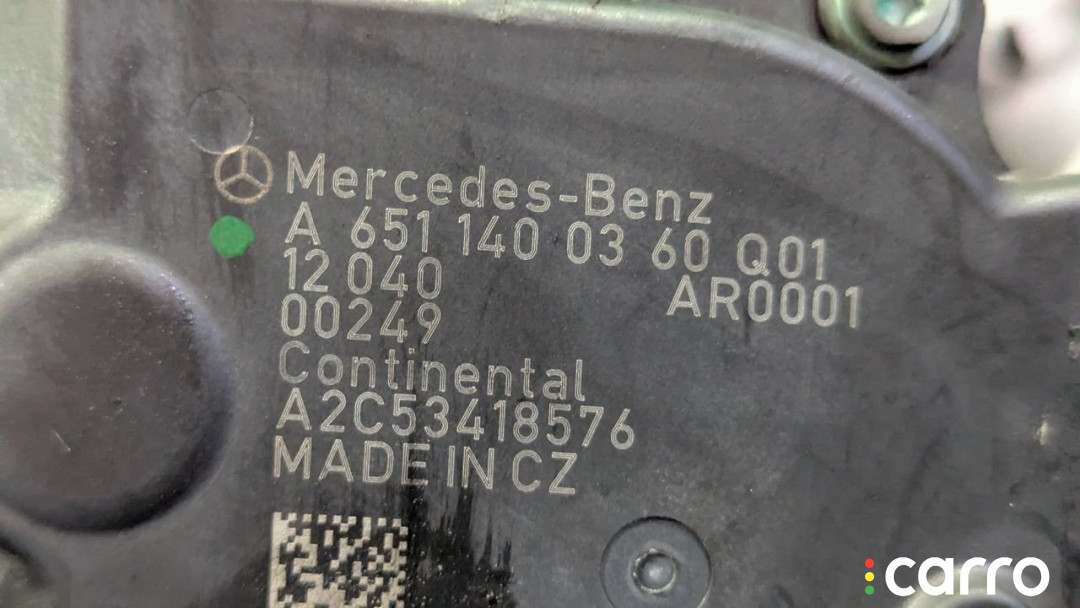 Mercedes-Benz
A 651 140 03 60 Q01
12 040 AR0001
00249
Continental
A2C53418576
MADE IN CZ
carro